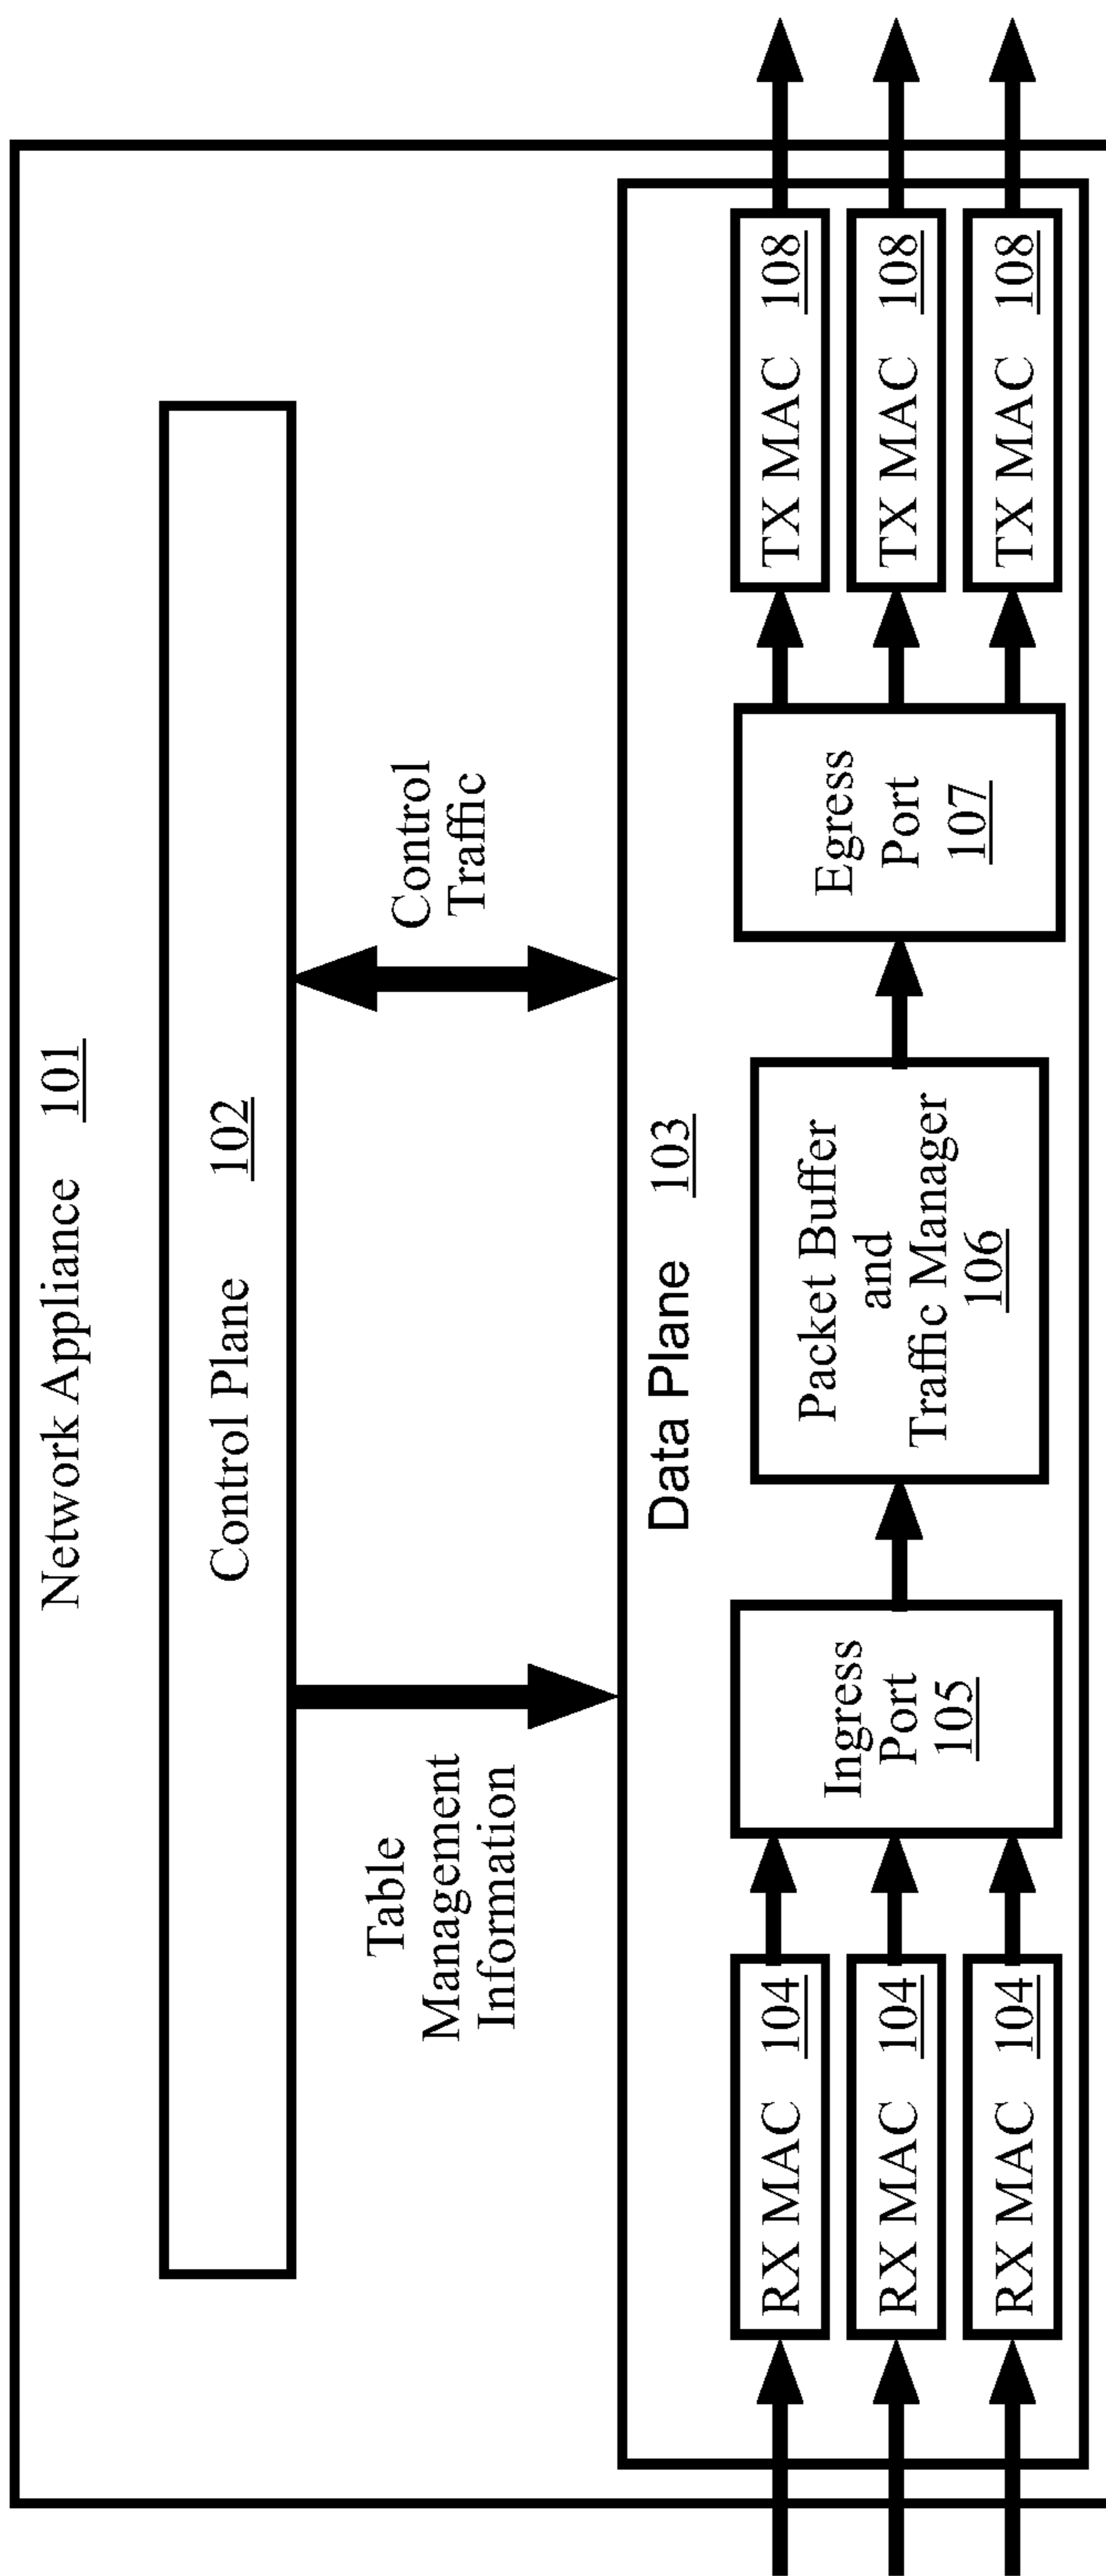 Network Appliance 101
Control Plane 102
Table
Management
Information
Control
Traffic
Data Plane 103
RX MAC 104
RX MAC 104
RX MAC 104
Ingress
Port
105
Packet Buffer
and
Traffic Manager
106
Egress
Port
107
TX MAC 108
TX MAC 108
TX MAC 108